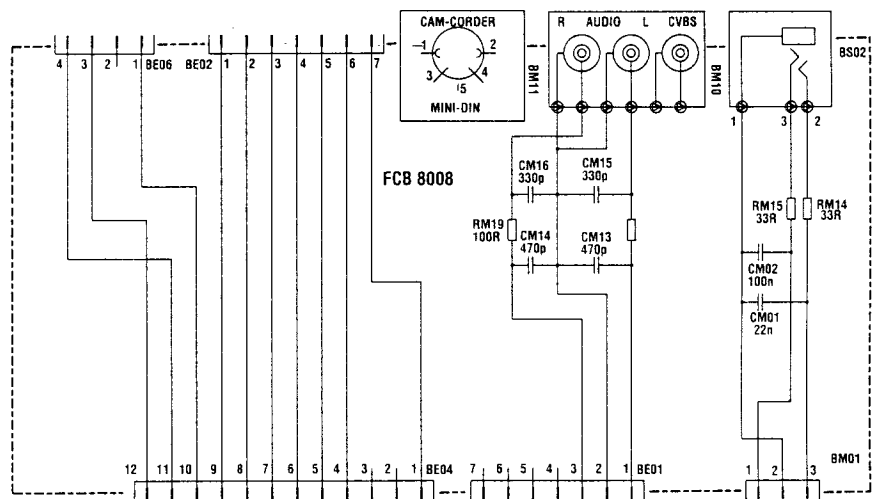 CAM-CORDER
1
2
3
4
5
MINI-DIN
R AUDIO L CVBS
BM11
BM10
BS02
4 3 2 1 BE06 BE02 1 2 3 4 5 6 7
1 3 2
FCB 8008
CM16
330p
CM15
330p
RM19
100R
CM14
470p
CM13
470p
RM15
33R
RM14
33R
CM02
100n
CM01
22n
12 11 10 9 8 7 6 5 4 3 2 1 BE04
7 6 5 4 3 2 1 BE01
1 2 3
BM01